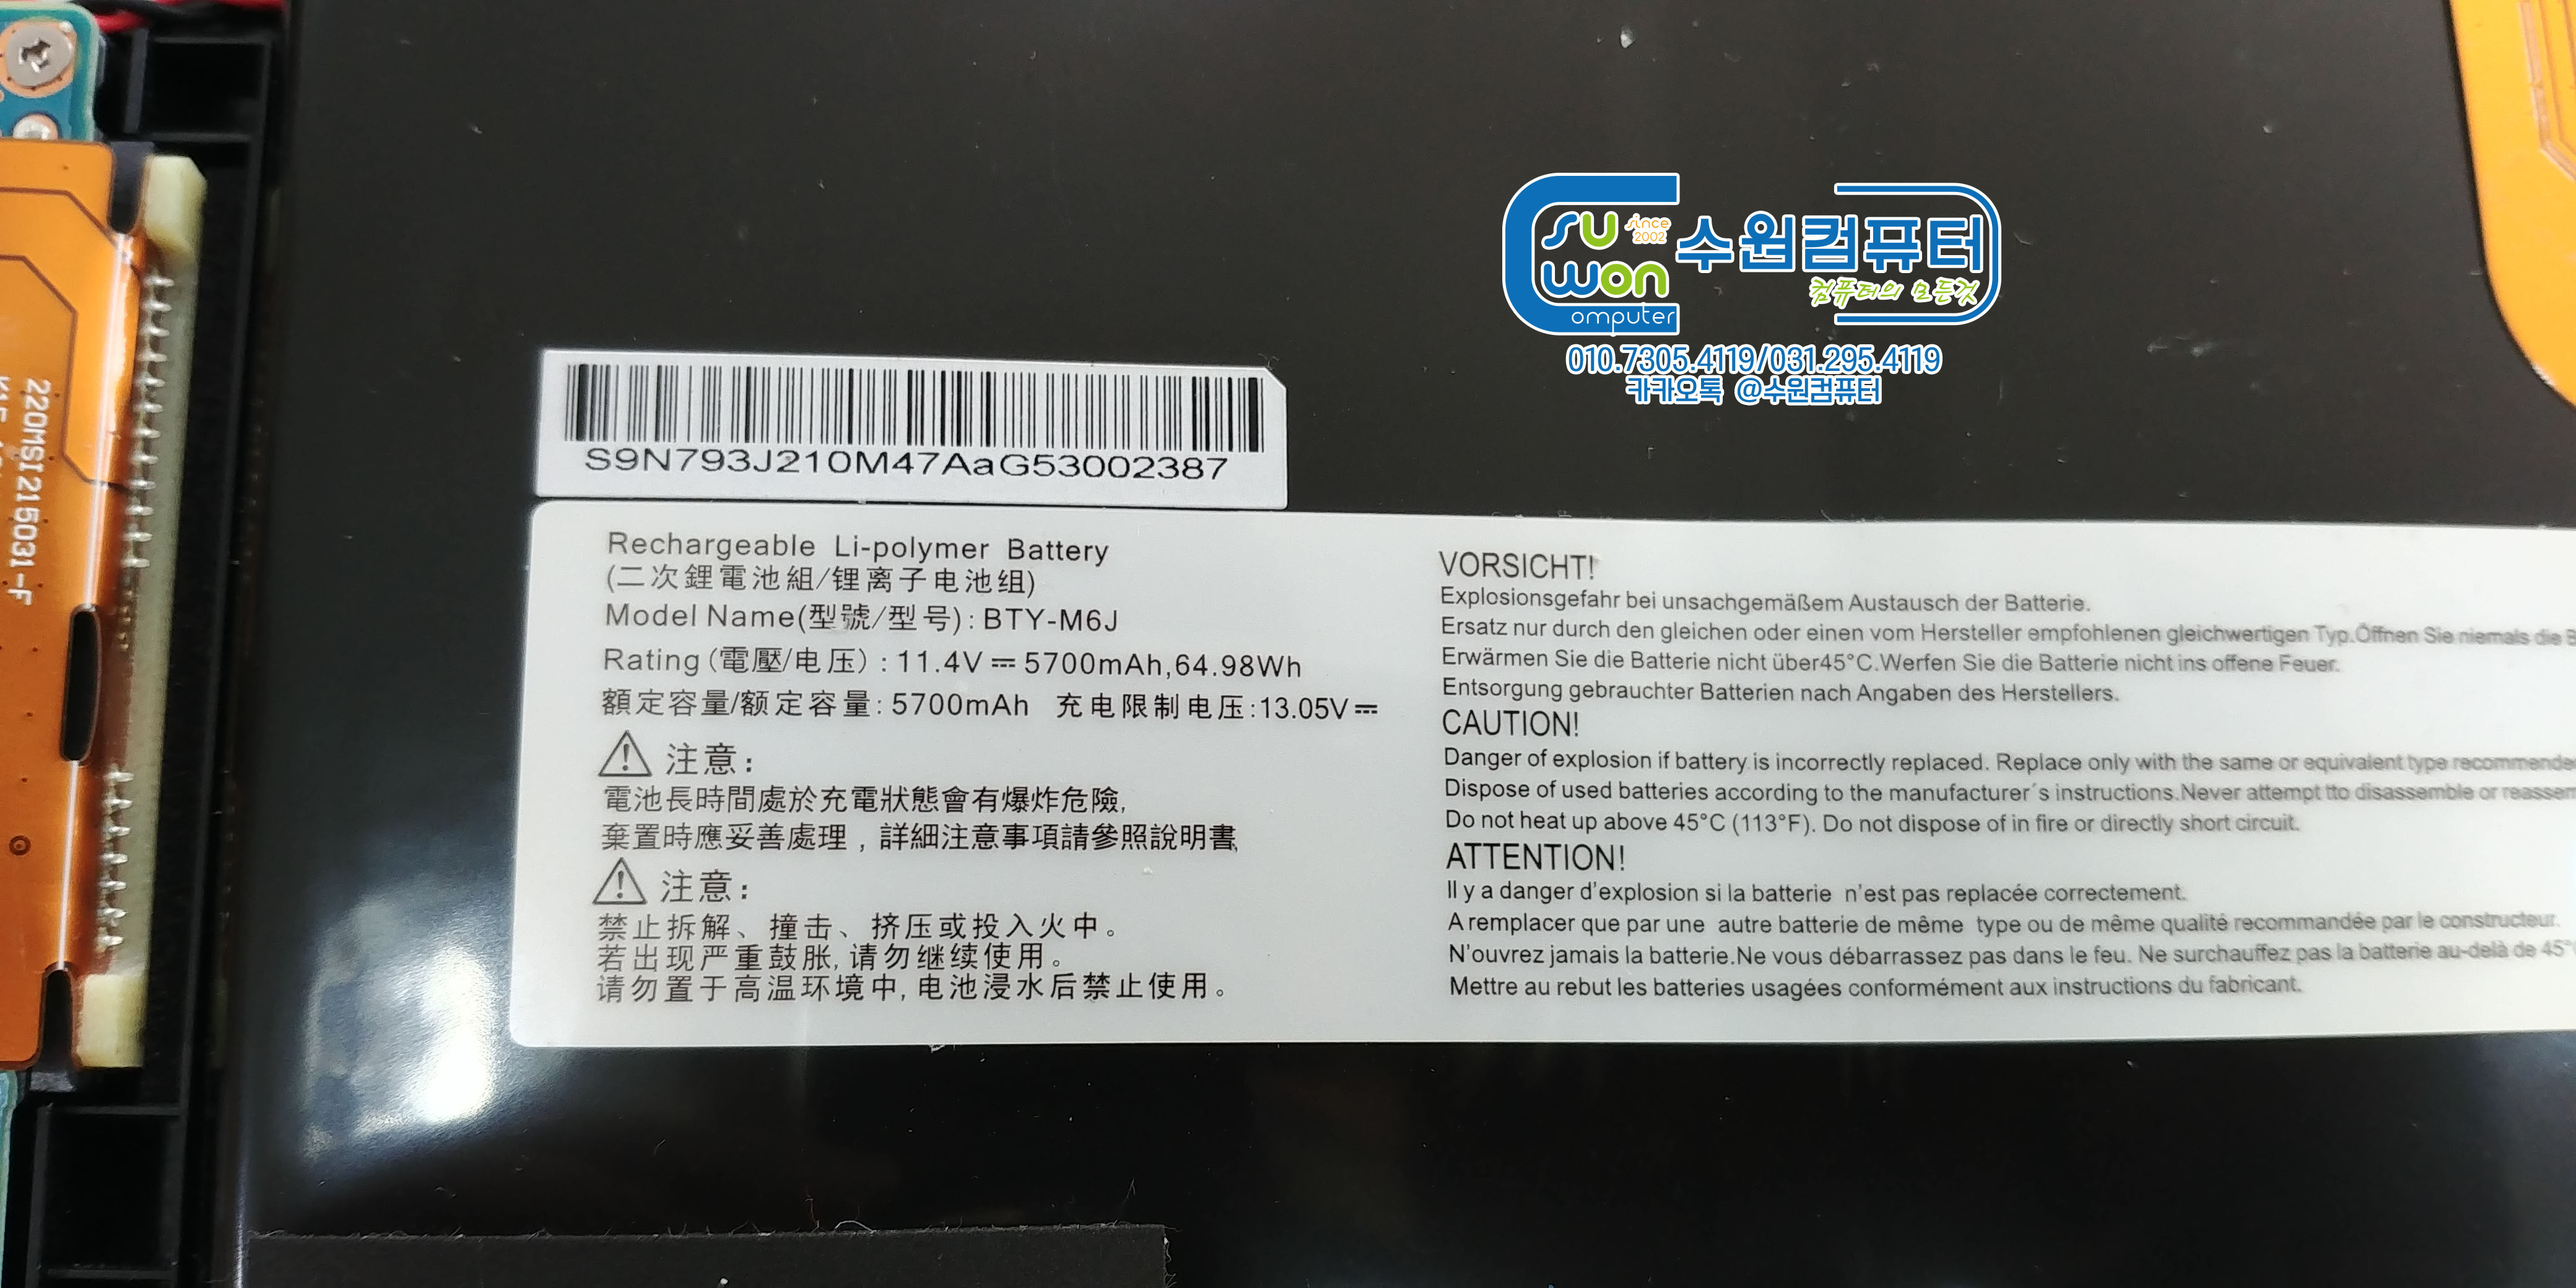 su since 2002 수원컴퓨터
won 컴퓨터의 모든것
omputer
010.7305.4119/031.295.4119
카카오톡 @수원컴퓨터
220MSI215031-F
S9N793J210M47AaG53002387
Rechargeable Li-polymer Battery
(二次鋰電池組/锂离子电池组)
Model Name(型號/型号): BTY-M6J
Rating (電壓/电压) : 11.4V⎓5700mAh,64.98Wh
額定容量/额定容量: 5700mAh 充电限制电压:13.05V⎓
⚠ 注意:
電池長時間處於充電狀態會有爆炸危險,
棄置時應妥善處理，詳細注意事項請參照說明書,
⚠ 注意:
禁止拆解、撞击、挤压或投入火中。
若出现严重鼓胀, 请勿继续使用。
请勿置于高温环境中, 电池浸水后禁止使用。
VORSICHT!
Explosionsgefahr bei unsachgemäßem Austausch der Batterie.
Ersatz nur durch den gleichen oder einen vom Hersteller empfohlenen gleichwertigen Typ.Öffnen Sie niemals die B
Erwärmen Sie die Batterie nicht über45°C.Werfen Sie die Batterie nicht ins offene Feuer.
Entsorgung gebrauchter Batterien nach Angaben des Herstellers.
CAUTION!
Danger of explosion if battery is incorrectly replaced. Replace only with the same or equivalent type recommende
Dispose of used batteries according to the manufacturer´s instructions.Never attempt tto disassemble or reassem
Do not heat up above 45°C (113°F). Do not dispose of in fire or directly short circuit.
ATTENTION!
Il y a danger d'explosion si la batterie n'est pas replacée correctement.
A remplacer que par une autre batterie de même type ou de même qualité recommandée par le constructeur.
N'ouvrez jamais la batterie.Ne vous débarrassez pas dans le feu. Ne surchauffez pas la batterie au-delà de 45°
Mettre au rebut les batteries usagées conformément aux instructions du fabricant.